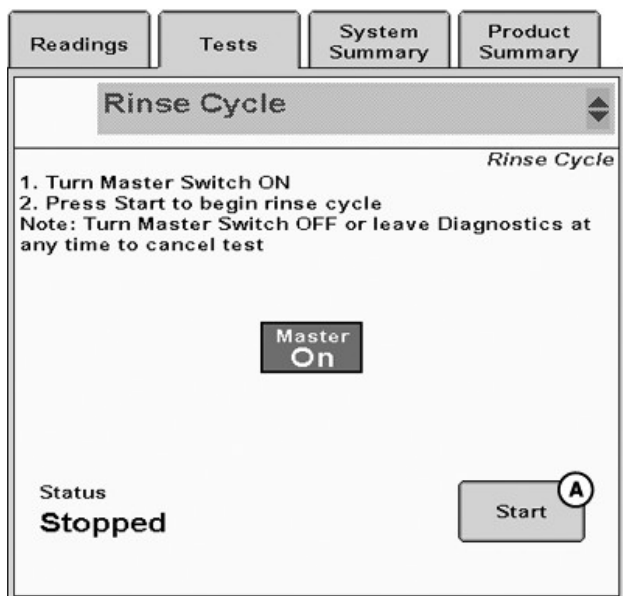 Readings
Tests
System
Summary
Product
Summary
Rinse Cycle
Rinse Cycle
1. Turn Master Switch ON
2. Press Start to begin rinse cycle
Note: Turn Master Switch OFF or leave Diagnostics at
any time to cancel test
Master
On
Status
Stopped
A
Start